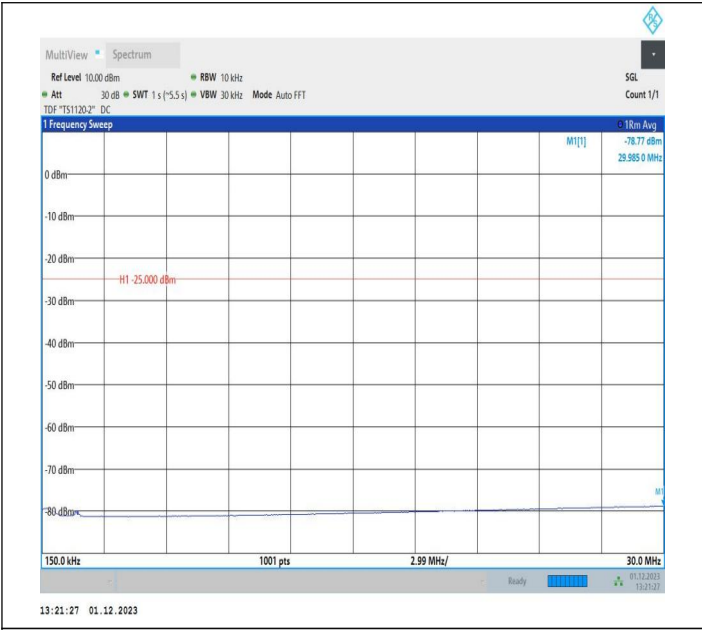 R S
MultiView Spectrum
Ref Level 10.00 dBm RBW 10 kHz SGL
Att 30 dB SWT 1 s (~5.5 s) VBW 30 kHz Mode Auto FFT Count 1/1
TDF "TS1120-2" DC
1 Frequency Sweep 1Rm Avg
M1[1] -78.77 dBm
29.985 0 MHz
0 dBm
-10 dBm
-20 dBm
H1 -25.000 dBm
-30 dBm
-40 dBm
-50 dBm
-60 dBm
-70 dBm
M1
-80 dBm
150.0 kHz 1001 pts 2.99 MHz/ 30.0 MHz
Ready 01.12.2023
13:21:27
13:21:27 01.12.2023